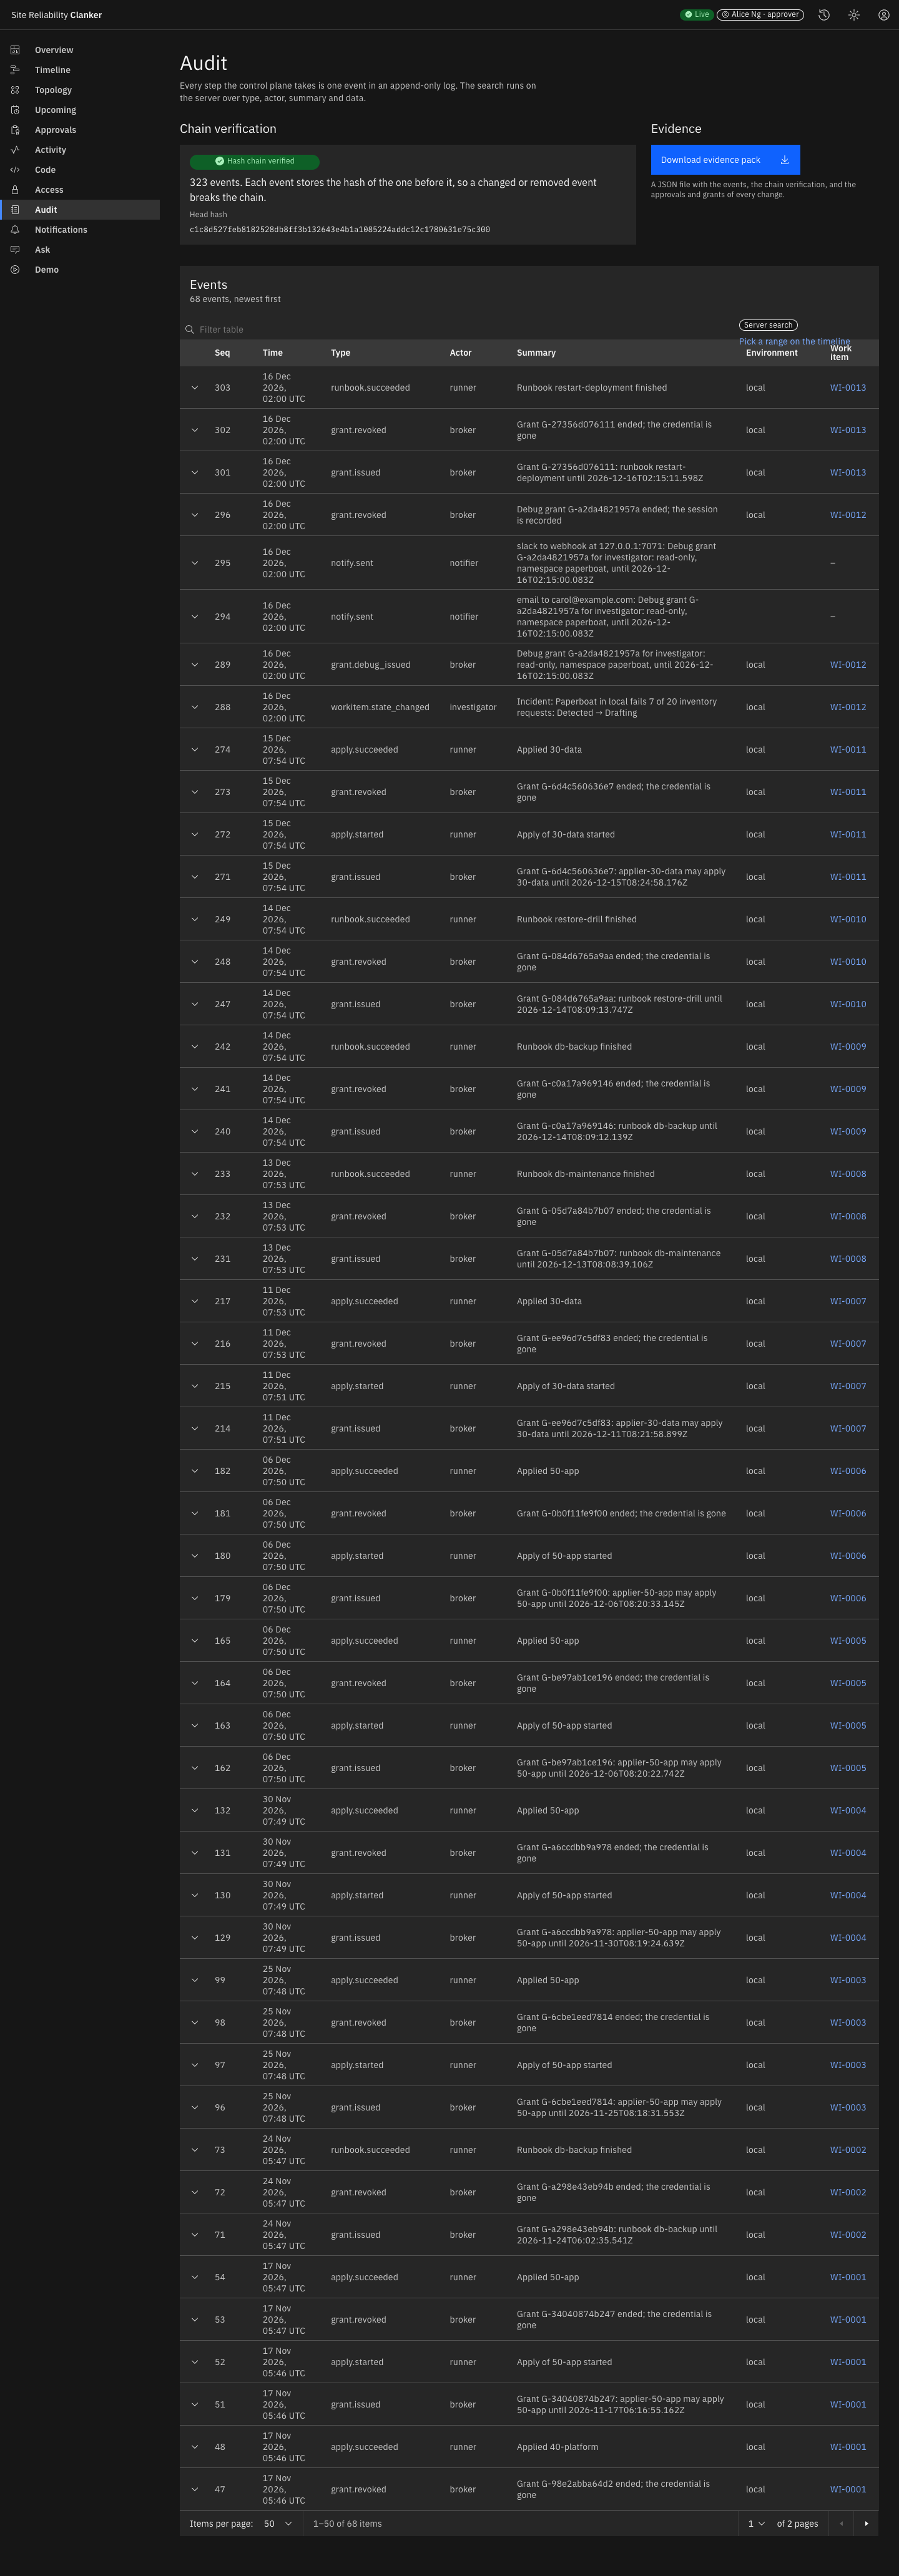 Site Reliability Clanker
Live
Alice Ng · approver
Overview
Timeline
Topology
Upcoming
Approvals
Activity
Code
Access
Audit
Notifications
Ask
Demo
Audit
Every step the control plane takes is one event in an append-only log. The search runs on
the server over type, actor, summary and data.
Chain verification
Hash chain verified
323 events. Each event stores the hash of the one before it, so a changed or removed event
breaks the chain.
Head hash
c1c8d527feb8182528db8ff3b132643e4b1a1085224addc12c1780631e75c300
Evidence
Download evidence pack
A JSON file with the events, the chain verification, and the
approvals and grants of every change.
Events
68 events, newest first
Filter table
Server search
Pick a range on the timeline
Seq Time Type Actor Summary Environment Work item
303 16 Dec 2026, 02:00 UTC runbook.succeeded runner Runbook restart-deployment finished local WI-0013
302 16 Dec 2026, 02:00 UTC grant.revoked broker Grant G-27356d076111 ended; the credential is gone local WI-0013
301 16 Dec 2026, 02:00 UTC grant.issued broker Grant G-27356d076111: runbook restart-deployment until 2026-12-16T02:15:11.598Z local WI-0013
296 16 Dec 2026, 02:00 UTC grant.revoked broker Debug grant G-a2da4821957a ended; the session is recorded local WI-0012
295 16 Dec 2026, 02:00 UTC notify.sent notifier slack to webhook at 127.0.0.1:7071: Debug grant G-a2da4821957a for investigator: read-only, namespace paperboat, until 2026-12-16T02:15:00.083Z –
294 16 Dec 2026, 02:00 UTC notify.sent notifier email to carol@example.com: Debug grant G-a2da4821957a for investigator: read-only, namespace paperboat, until 2026-12-16T02:15:00.083Z –
289 16 Dec 2026, 02:00 UTC grant.debug_issued broker Debug grant G-a2da4821957a for investigator: read-only, namespace paperboat, until 2026-12-16T02:15:00.083Z local WI-0012
288 16 Dec 2026, 02:00 UTC workitem.state_changed investigator Incident: Paperboat in local fails 7 of 20 inventory requests: Detected → Drafting local WI-0012
274 15 Dec 2026, 07:54 UTC apply.succeeded runner Applied 30-data local WI-0011
273 15 Dec 2026, 07:54 UTC grant.revoked broker Grant G-6d4c560636e7 ended; the credential is gone local WI-0011
272 15 Dec 2026, 07:54 UTC apply.started runner Apply of 30-data started local WI-0011
271 15 Dec 2026, 07:54 UTC grant.issued broker Grant G-6d4c560636e7: applier-30-data may apply 30-data until 2026-12-15T08:24:58.176Z local WI-0011
249 14 Dec 2026, 07:54 UTC runbook.succeeded runner Runbook restore-drill finished local WI-0010
248 14 Dec 2026, 07:54 UTC grant.revoked broker Grant G-084d6765a9aa ended; the credential is gone local WI-0010
247 14 Dec 2026, 07:54 UTC grant.issued broker Grant G-084d6765a9aa: runbook restore-drill until 2026-12-14T08:09:13.747Z local WI-0010
242 14 Dec 2026, 07:54 UTC runbook.succeeded runner Runbook db-backup finished local WI-0009
241 14 Dec 2026, 07:54 UTC grant.revoked broker Grant G-c0a17a969146 ended; the credential is gone local WI-0009
240 14 Dec 2026, 07:54 UTC grant.issued broker Grant G-c0a17a969146: runbook db-backup until 2026-12-14T08:09:12.139Z local WI-0009
233 13 Dec 2026, 07:53 UTC runbook.succeeded runner Runbook db-maintenance finished local WI-0008
232 13 Dec 2026, 07:53 UTC grant.revoked broker Grant G-05d7a84b7b07 ended; the credential is gone local WI-0008
231 13 Dec 2026, 07:53 UTC grant.issued broker Grant G-05d7a84b7b07: runbook db-maintenance until 2026-12-13T08:08:39.106Z local WI-0008
217 11 Dec 2026, 07:53 UTC apply.succeeded runner Applied 30-data local WI-0007
216 11 Dec 2026, 07:53 UTC grant.revoked broker Grant G-ee96d7c5df83 ended; the credential is gone local WI-0007
215 11 Dec 2026, 07:51 UTC apply.started runner Apply of 30-data started local WI-0007
214 11 Dec 2026, 07:51 UTC grant.issued broker Grant G-ee96d7c5df83: applier-30-data may apply 30-data until 2026-12-11T08:21:58.899Z local WI-0007
182 06 Dec 2026, 07:50 UTC apply.succeeded runner Applied 50-app local WI-0006
181 06 Dec 2026, 07:50 UTC grant.revoked broker Grant G-0b0f11fe9f00 ended; the credential is gone local WI-0006
180 06 Dec 2026, 07:50 UTC apply.started runner Apply of 50-app started local WI-0006
179 06 Dec 2026, 07:50 UTC grant.issued broker Grant G-0b0f11fe9f00: applier-50-app may apply 50-app until 2026-12-06T08:20:33.145Z local WI-0006
165 06 Dec 2026, 07:50 UTC apply.succeeded runner Applied 50-app local WI-0005
164 06 Dec 2026, 07:50 UTC grant.revoked broker Grant G-be97ab1ce196 ended; the credential is gone local WI-0005
163 06 Dec 2026, 07:50 UTC apply.started runner Apply of 50-app started local WI-0005
162 06 Dec 2026, 07:50 UTC grant.issued broker Grant G-be97ab1ce196: applier-50-app may apply 50-app until 2026-12-06T08:20:22.742Z local WI-0005
132 30 Nov 2026, 07:49 UTC apply.succeeded runner Applied 50-app local WI-0004
131 30 Nov 2026, 07:49 UTC grant.revoked broker Grant G-a6ccdbb9a978 ended; the credential is gone local WI-0004
130 30 Nov 2026, 07:49 UTC apply.started runner Apply of 50-app started local WI-0004
129 30 Nov 2026, 07:49 UTC grant.issued broker Grant G-a6ccdbb9a978: applier-50-app may apply 50-app until 2026-11-30T08:19:24.639Z local WI-0004
99 25 Nov 2026, 07:48 UTC apply.succeeded runner Applied 50-app local WI-0003
98 25 Nov 2026, 07:48 UTC grant.revoked broker Grant G-6cbe1eed7814 ended; the credential is gone local WI-0003
97 25 Nov 2026, 07:48 UTC apply.started runner Apply of 50-app started local WI-0003
96 25 Nov 2026, 07:48 UTC grant.issued broker Grant G-6cbe1eed7814: applier-50-app may apply 50-app until 2026-11-25T08:18:31.553Z local WI-0003
73 24 Nov 2026, 05:47 UTC runbook.succeeded runner Runbook db-backup finished local WI-0002
72 24 Nov 2026, 05:47 UTC grant.revoked broker Grant G-a298e43eb94b ended; the credential is gone local WI-0002
71 24 Nov 2026, 05:47 UTC grant.issued broker Grant G-a298e43eb94b: runbook db-backup until 2026-11-24T06:02:35.541Z local WI-0002
54 17 Nov 2026, 05:47 UTC apply.succeeded runner Applied 50-app local WI-0001
53 17 Nov 2026, 05:47 UTC grant.revoked broker Grant G-34040874b247 ended; the credential is gone local WI-0001
52 17 Nov 2026, 05:46 UTC apply.started runner Apply of 50-app started local WI-0001
51 17 Nov 2026, 05:46 UTC grant.issued broker Grant G-34040874b247: applier-50-app may apply 50-app until 2026-11-17T06:16:55.162Z local WI-0001
48 17 Nov 2026, 05:46 UTC apply.succeeded runner Applied 40-platform local WI-0001
47 17 Nov 2026, 05:46 UTC grant.revoked broker Grant G-98e2abba64d2 ended; the credential is gone local WI-0001
Items per page: 50 1–50 of 68 items 1 of 2 pages